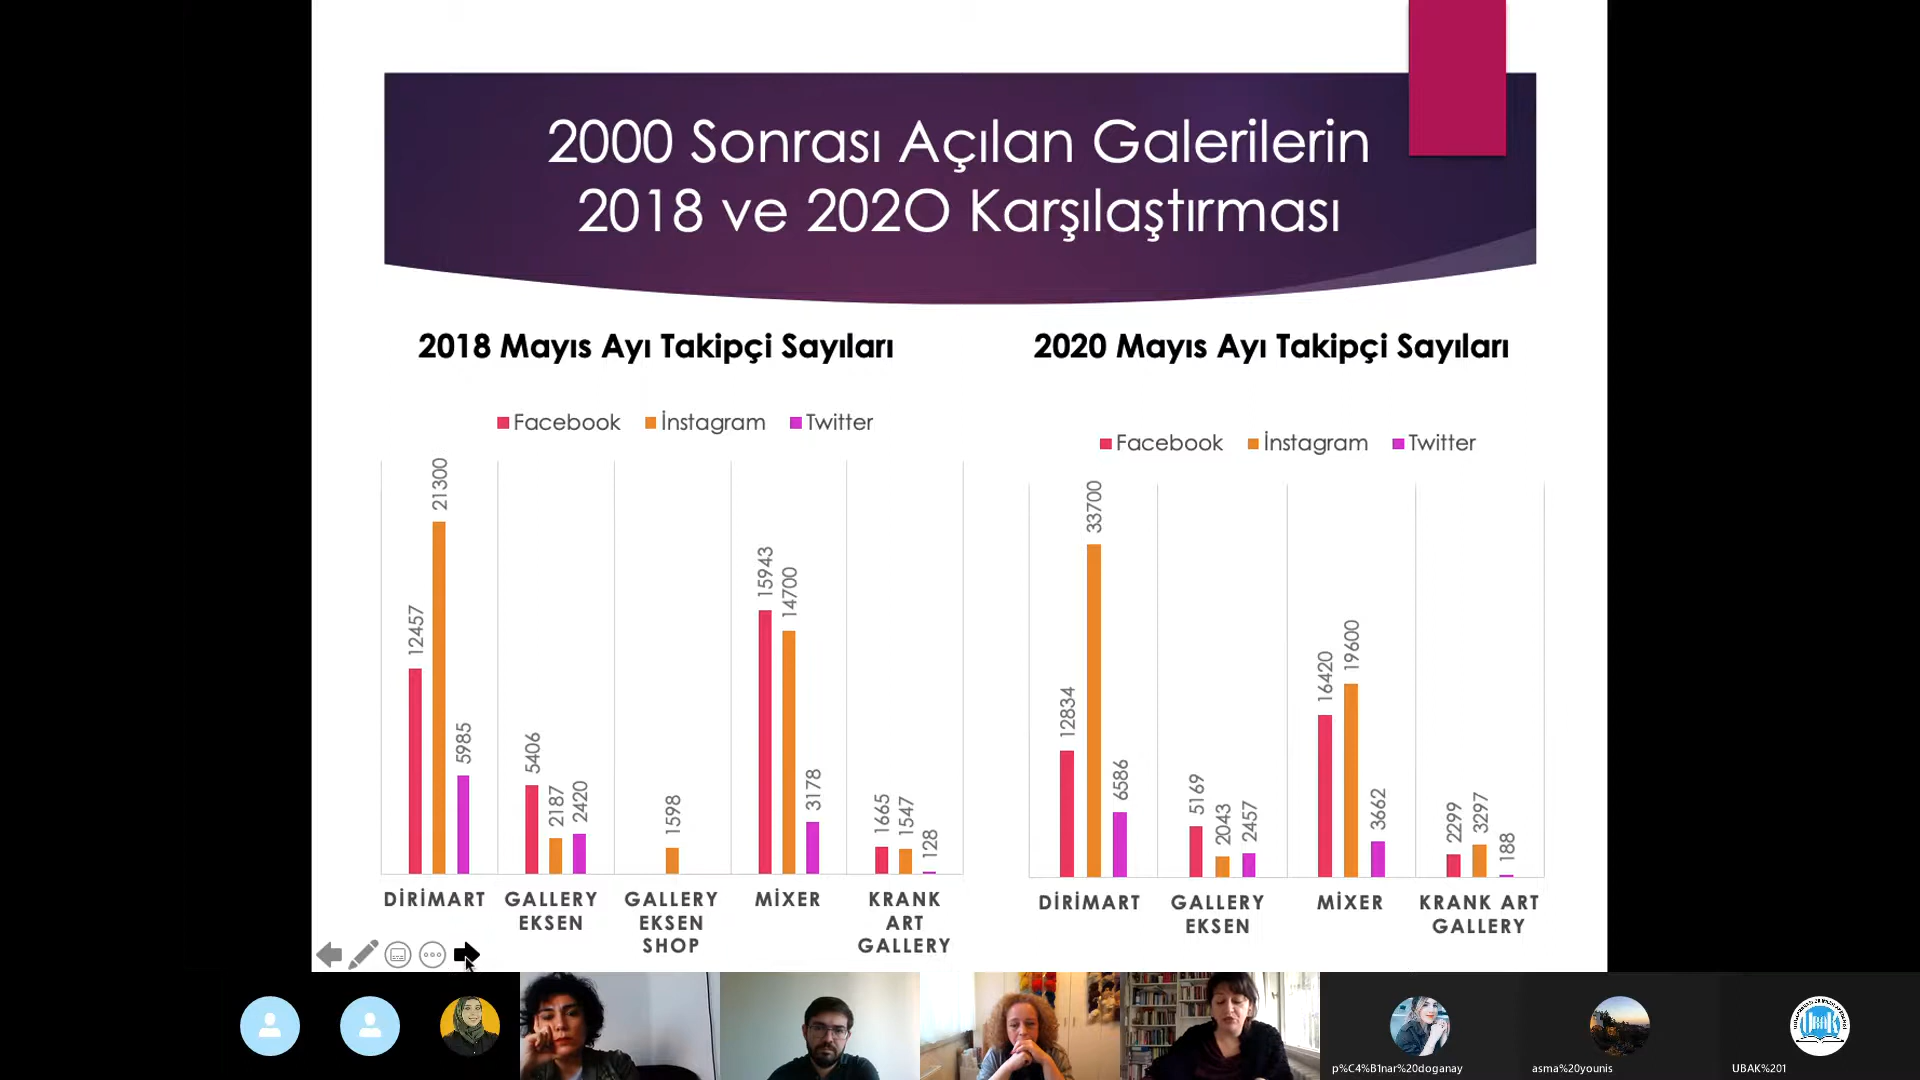 2000 Sonrası Açılan Galerilerin
2018 ve 202O Karşılaştırması
2018 Mayıs Ayı Takipçi Sayıları
Facebook İnstagram Twitter
12457
21300
5985
5406
2187
2420
1598
15943
14700
3178
1665
1547
128
DİRİMART
GALLERY
EKSEN
GALLERY
EKSEN
SHOP
MİXER
KRANK
ART
GALLERY
2020 Mayıs Ayı Takipçi Sayıları
Facebook İnstagram Twitter
12834
33700
6586
5169
2043
2457
16420
19600
3662
2299
3297
188
DİRİMART
GALLERY
EKSEN
MİXER
KRANK ART
GALLERY
p%C4%B1nar%20doganay
asma%20younis
UBAK
UBAK%201